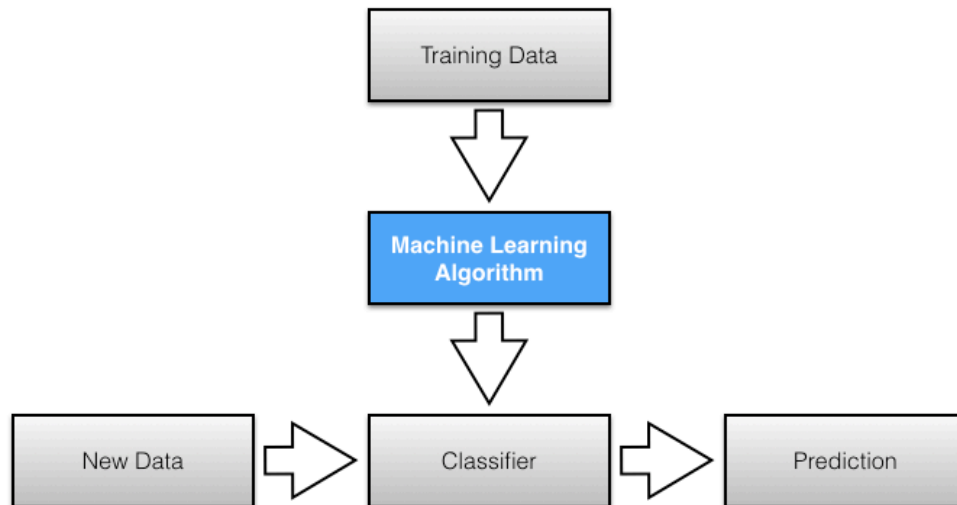 Training Data
Machine Learning
Algorithm
New Data
Classifier
Prediction